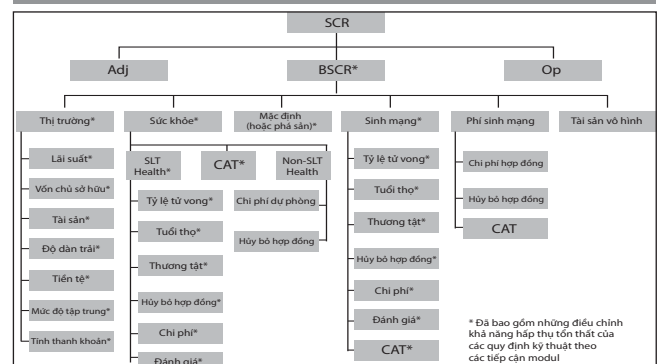 SCR
Adj
BSCR*
Op
Thị trường*
Sức khỏe*
Mặc định
(hoặc phá sản)*
Sinh mạng*
Phí sinh mạng
Tài sản vô hình
Lãi suất*
Vốn chủ sở hữu*
Tài sản*
Độ dàn trải*
Tiền tệ*
Mức độ tập trung*
Tính thanh khoản*
SLT
Health*
CAT*
Non-SLT
Health
Tỷ lệ tử vong*
Tuổi thọ*
Thương tật*
Hủy bỏ hợp đồng*
Chi phí*
Đánh giá*
Chi phí dự phòng
Hủy bỏ hợp đồng
Tỷ lệ tử vong*
Tuổi thọ*
Thương tật*
Hủy bỏ hợp đồng*
Chi phí*
Đánh giá*
CAT*
Chi phí hợp đồng
Hủy bỏ hợp đồng
CAT
* Đã bao gồm những điều chỉnh
khả năng hấp thụ tổn thất của
các quy định kỹ thuật theo
các tiếp cận modul